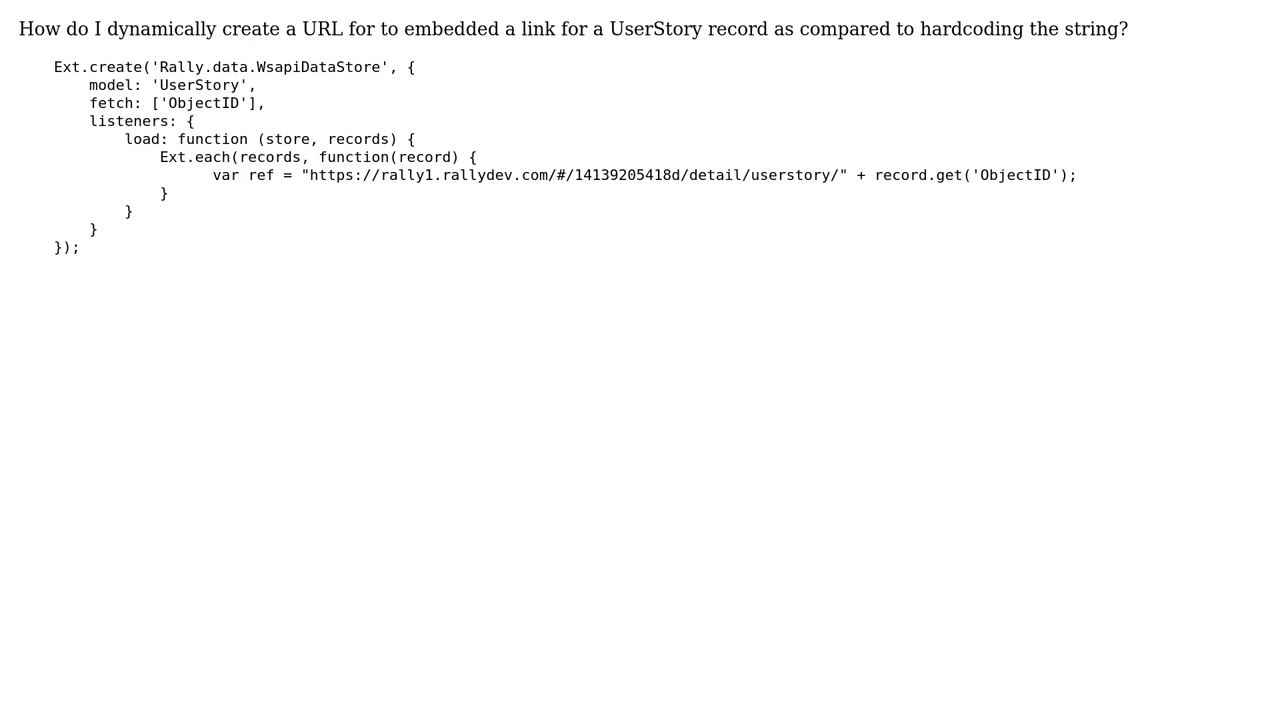 How do I dynamically create a URL for to embedded a link for a UserStory record as compared to hardcoding the string?
Ext.create('Rally.data.WsapiDataStore', {
    model: 'UserStory',
    fetch: ['ObjectID'],
    listeners: {
        load: function (store, records) {
            Ext.each(records, function(record) {
                  var ref = "https://rally1.rallydev.com/#/14139205418d/detail/userstory/" + record.get('ObjectID');
            }
        }
    }
});